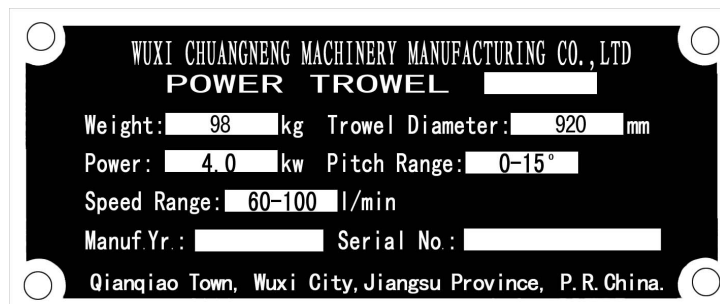 WUXI CHUANGNENG MACHINERY MANUFACTURING CO.,LTD
POWER TROWEL
Weight: 98 kg Trowel Diameter: 920 mm
Power: 4.0 kw Pitch Range: 0-15°
Speed Range: 60-100 l/min
Manuf.Yr.: Serial No.:
Qianqiao Town, Wuxi City,Jiangsu Province, P.R.China.